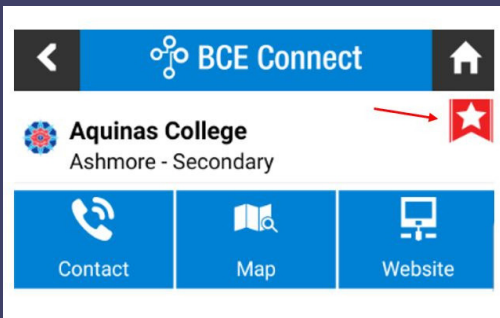 BCE Connect
Aquinas College
Ashmore - Secondary
Contact
Map
Website